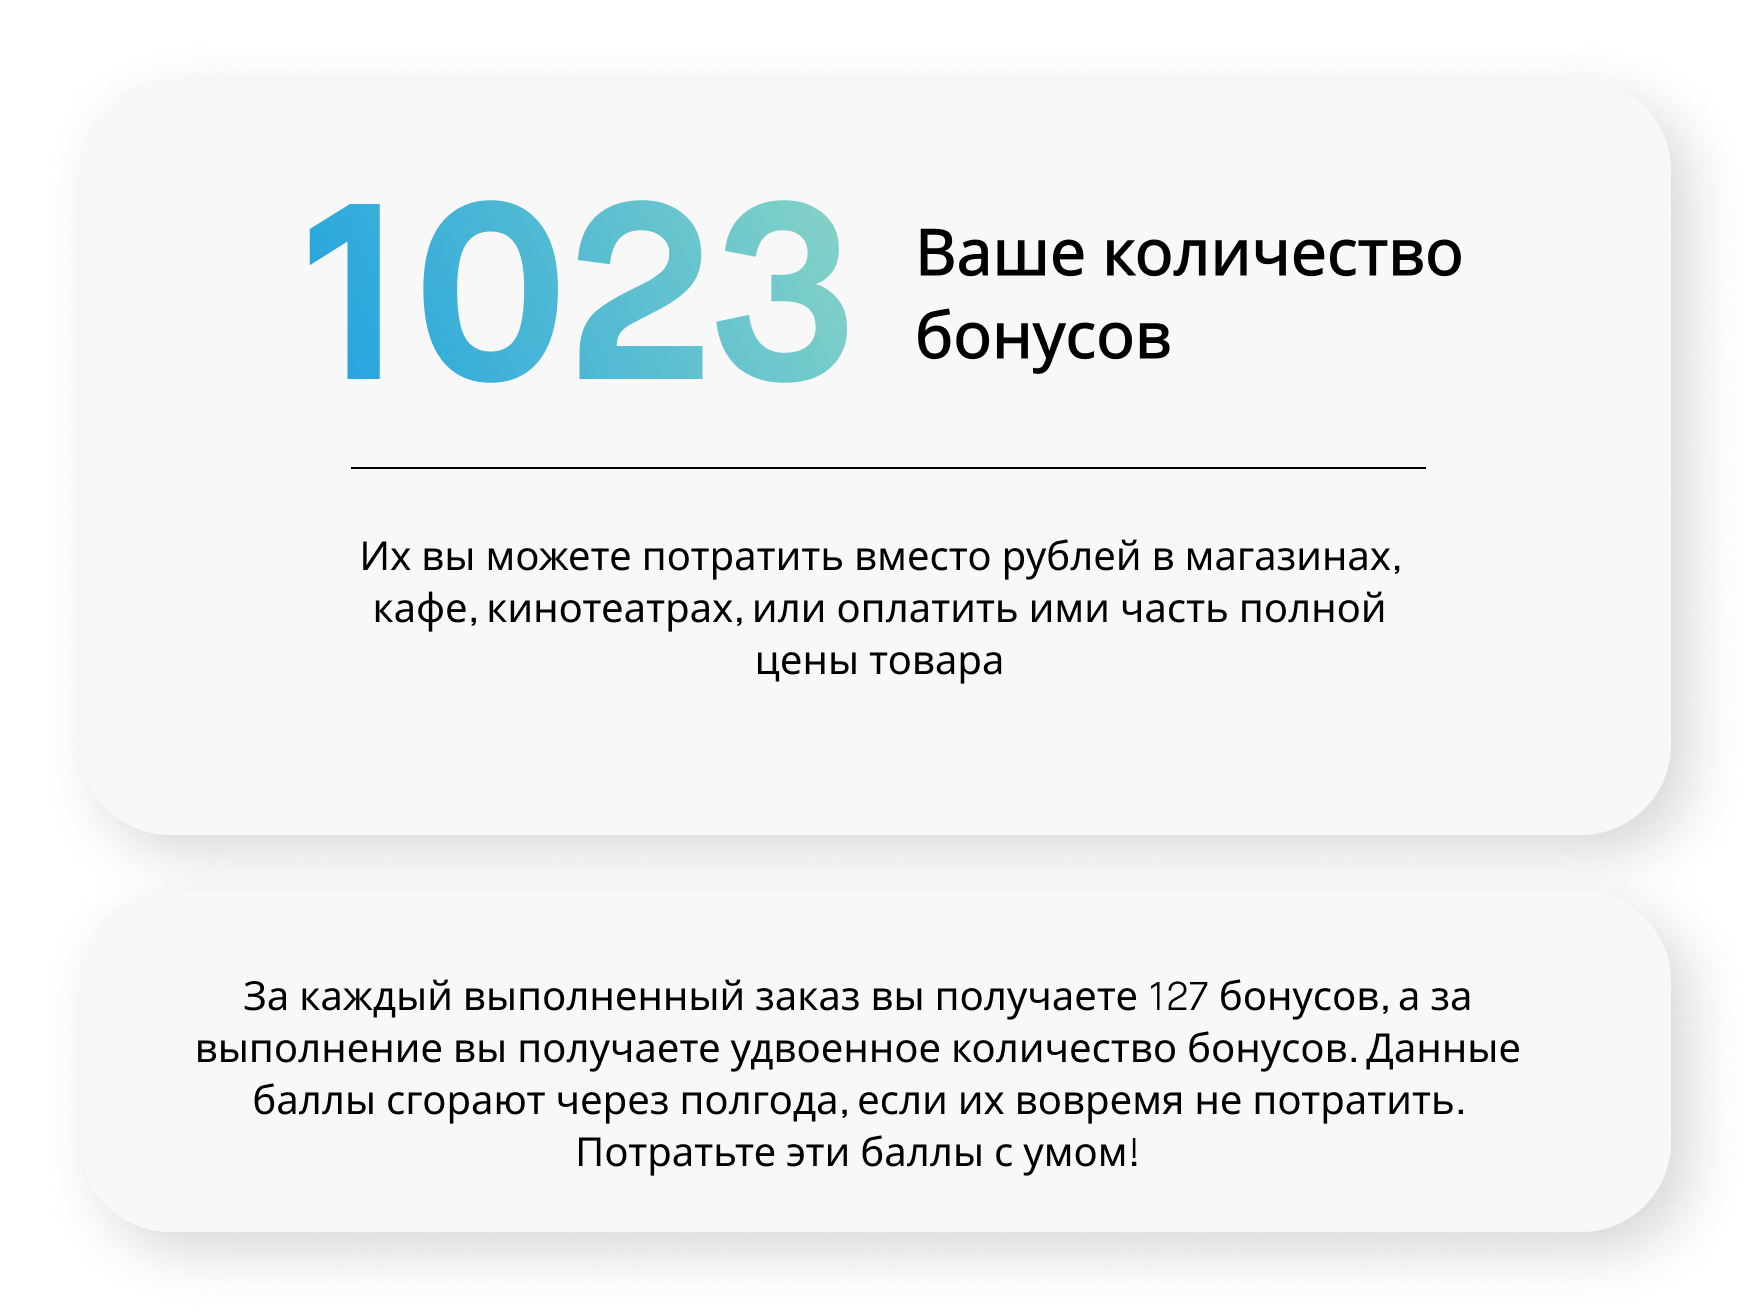 1023
Ваше количество
бонусов
Их вы можете потратить вместо рублей в магазинах,
кафе, кинотеатрах, или оплатить ими часть полной
цены товара
За каждый выполненный заказ вы получаете 127 бонусов, а за
выполнение вы получаете удвоенное количество бонусов. Данные
баллы сгорают через полгода, если их вовремя не потратить.
Потратьте эти баллы с умом!